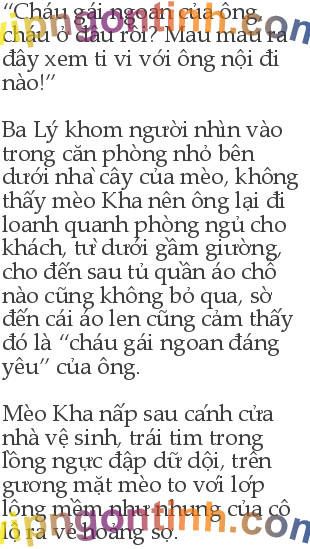 “Cháu gái ngoan của ông,
cháu ở đâu rồi? Mau mau ra
đây xem ti vi với ông nội đi
nào!”
Ba Lý khom người nhìn vào
trong căn phòng nhỏ bên
dưới nhà cây của mèo, không
thấy mèo Kha nên ông lại đi
loanh quanh phòng ngủ cho
khách, từ dưới gầm giường,
cho đến sau tủ quần áo chỗ
nào cũng không bỏ qua, sờ
đến cái áo len cũng cảm thấy
đó là “cháu gái ngoan đáng
yêu” của ông.
Mèo Kha nấp sau cánh cửa
nhà vệ sinh, trái tim trong
lồng ngực đập dữ dội, trên
gương mặt mèo to với lớp
lông mềm như nhung của cô
lộ ra vẻ hoảng sợ.
vipngontinh.com
vipngontinh.com